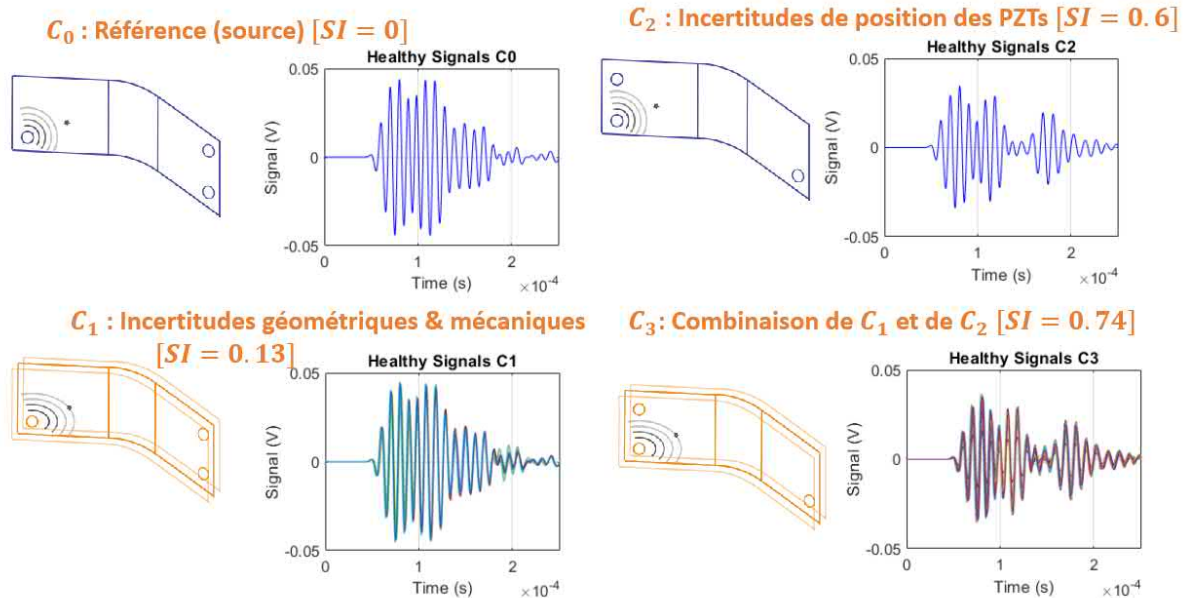 C₀ : Référence (source) [SI = 0]
Healthy Signals C0
0.05
0
-0.05
Signal (V)
1
2
Time (s)
×10⁻⁴
C₂ : Incertitudes de position des PZTs [SI = 0.6]
Healthy Signals C2
0.05
0
-0.05
Signal (V)
1
2
Time (s)
×10⁻⁴
C₁ : Incertitudes géométriques & mécaniques
[SI = 0.13]
Healthy Signals C1
0.05
0
-0.05
Signal (V)
0
1
2
Time (s)
×10⁻⁴
C₃: Combinaison de C₁ et de C₂ [SI = 0.74]
Healthy Signals C3
0.05
0
-0.05
Signal (V)
0
1
2
Time (s)
×10⁻⁴